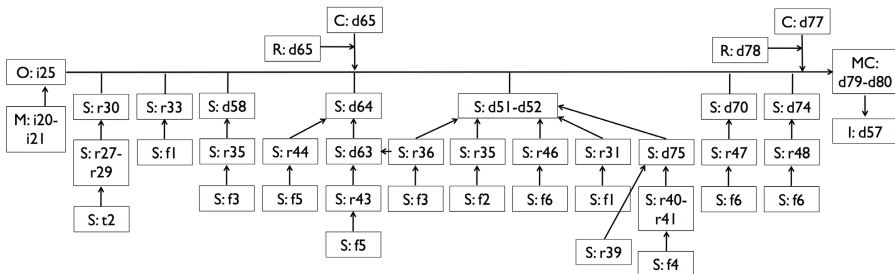 C: d65
C: d77
R: d65
R: d78
O: i25
MC:
d79-d80
M: i20-
i21
S: r30
S: r33
S: d58
S: d64
S: d51-d52
S: d70
S: d74
I: d57
S: r27-
r29
S: f1
S: r35
S: r44
S: d63
S: r36
S: r35
S: r46
S: r31
S: d75
S: r47
S: r48
S: t2
S: f3
S: f5
S: r43
S: f3
S: f2
S: f6
S: f1
S: r40-
r41
S: f6
S: f6
S: f5
S: r39
S: f4